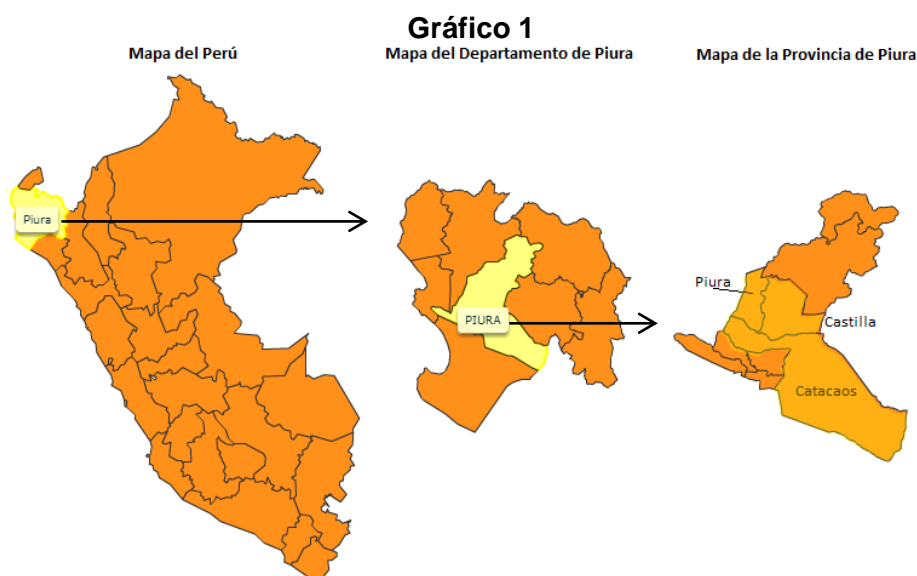 Gráfico 1
Mapa del Perú
Mapa del Departamento de Piura
Mapa de la Provincia de Piura
Piura
PIURA
Piura
Castilla
Catacaos